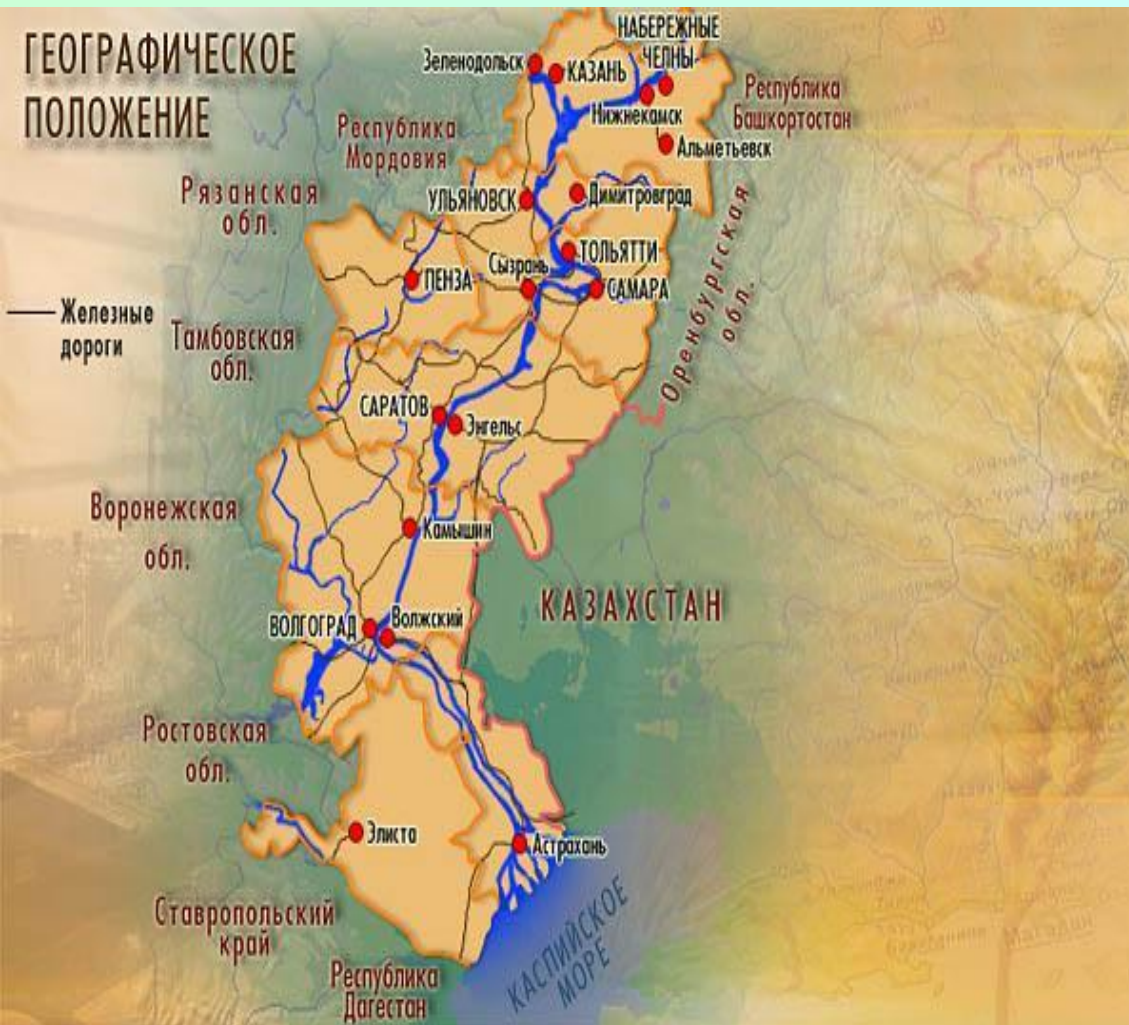 ГЕОГРАФИЧЕСКОЕ
ПОЛОЖЕНИЕ
НАБЕРЕЖНЫЕ
ЧЕЛНЫ
Зеленодольск
КАЗАНЬ
Нижнекамск
Республика
Башкортостан
Альметьевск
Республика
Мордовия
Рязанская
обл.
УЛЬЯНОВСК
Димитровград
ТОЛЬЯТТИ
Сызрань
ПЕНЗА
САМАРА
Оренбургская
обл.
Железные
дороги
Тамбовская
обл.
САРАТОВ
Энгельс
Воронежская
обл.
Камышин
КАЗАХСТАН
ВОЛГОГРАД
Волжский
Ростовская
обл.
Элиста
Астрахань
Ставропольский
край
КАСПИЙСКОЕ
МОРЕ
Республика
Дагестан
Магадан